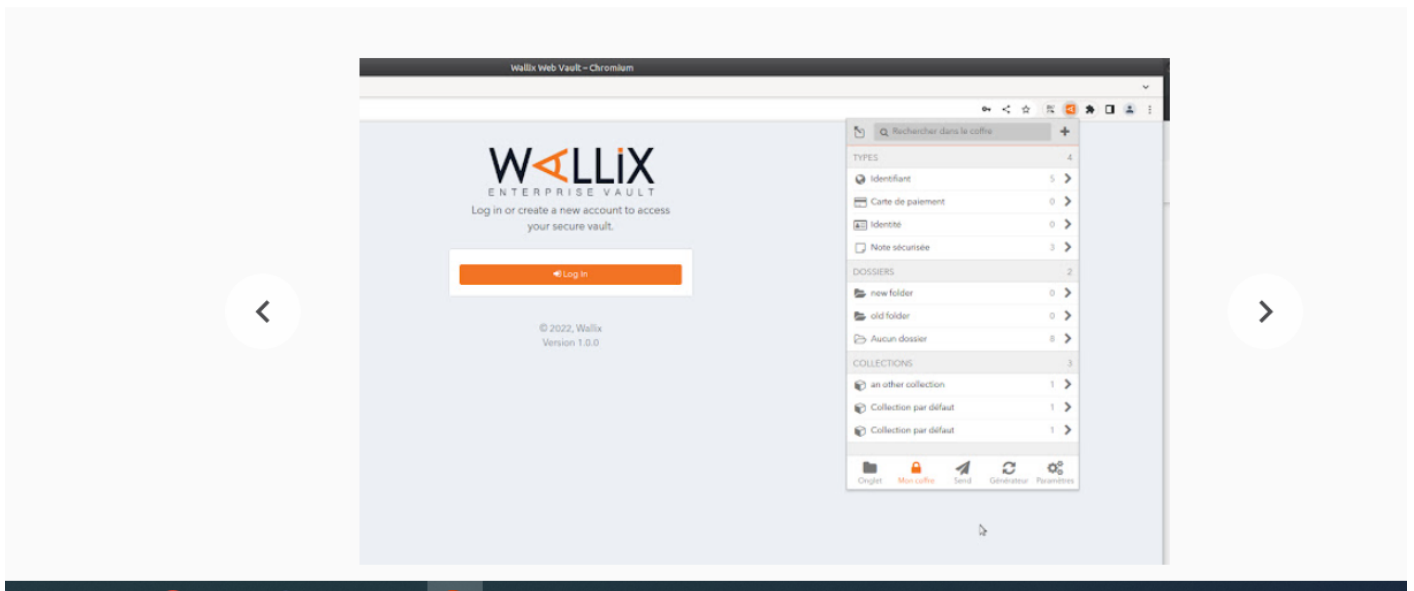 Wallix Web Vault – Chromium
WALLiX
ENTERPRISE VAULT
Log in or create a new account to access
your secure vault.
Log In
© 2022, Wallix
Version 1.0.0
Rechercher dans le coffre
TYPES 4
Identifiant 5
Carte de paiement 0
Identité 0
Note sécurisée 3
DOSSIERS 2
new folder 0
old folder 0
Aucun dossier 8
COLLECTIONS 3
an other collection 1
Collection par défaut 1
Collection par défaut 1
Onglet Mon coffre Send Générateur Paramètres